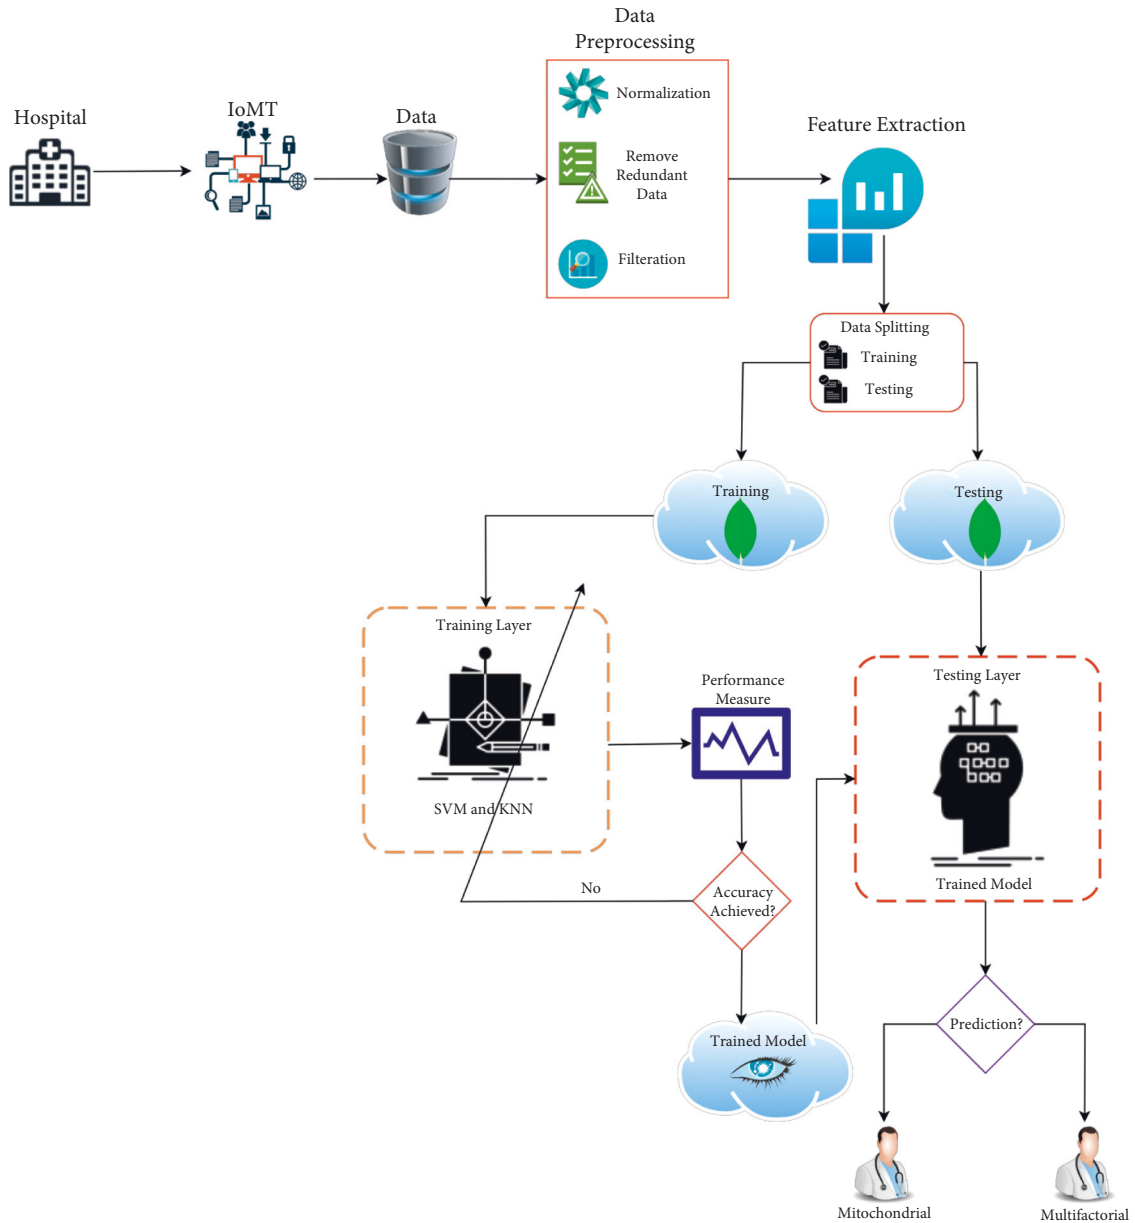 Data
Preprocessing
Hospital
IoMT
Data
Normalization
Remove
Redundant
Data
Filteration
Feature Extraction
Data Splitting
Training
Testing
Training
Testing
Training Layer
SVM and KNN
Performance
Measure
Testing Layer
Trained Model
No
Accuracy
Achieved?
Trained Model
Prediction?
Mitochondrial
Multifactorial